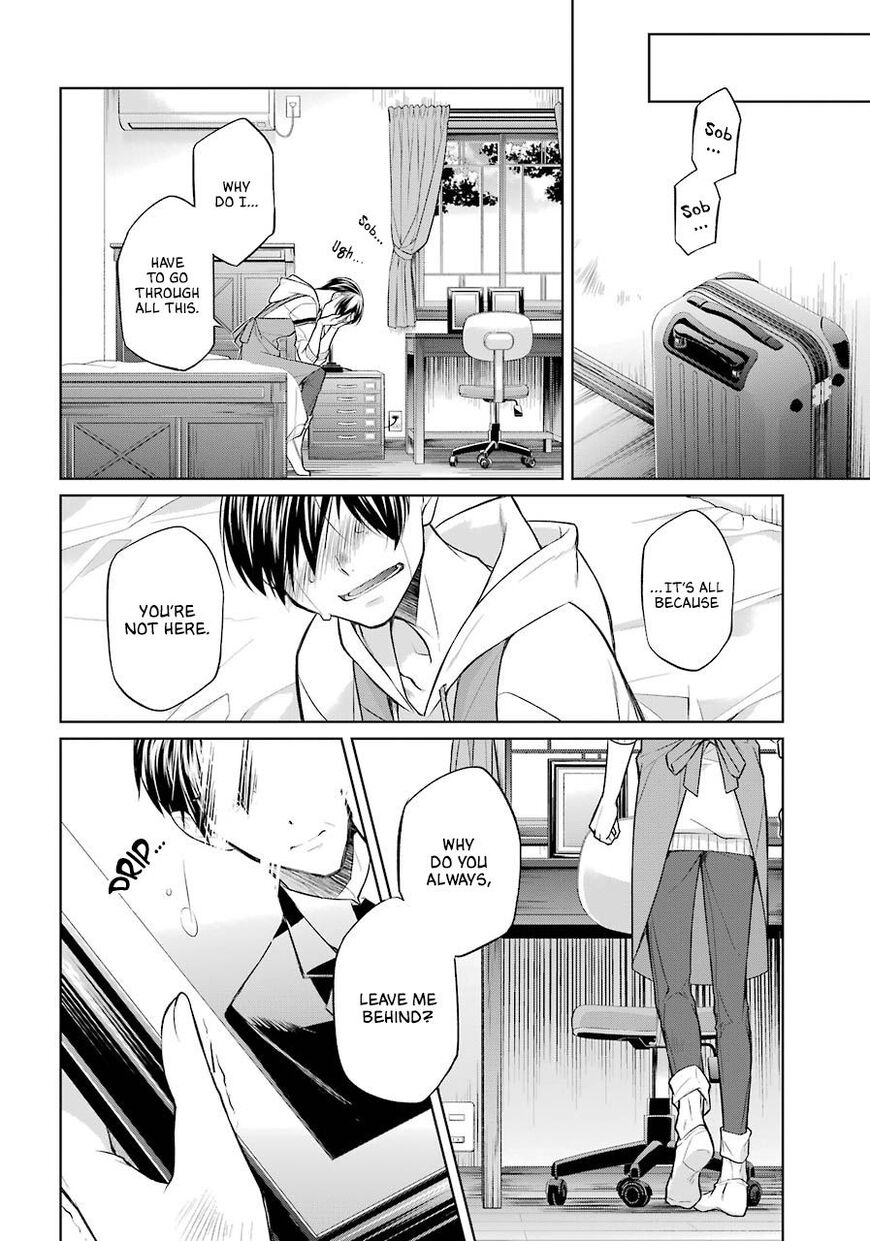 Sob
...
Sob
...
WHY
DO I...
HAVE
TO GO
THROUGH
ALL THIS.
Sob...
Ugh...
...IT'S ALL
BECAUSE
YOU'RE
NOT HERE.
WHY
DO YOU
ALWAYS,
LEAVE ME
BEHIND?
DRIP...